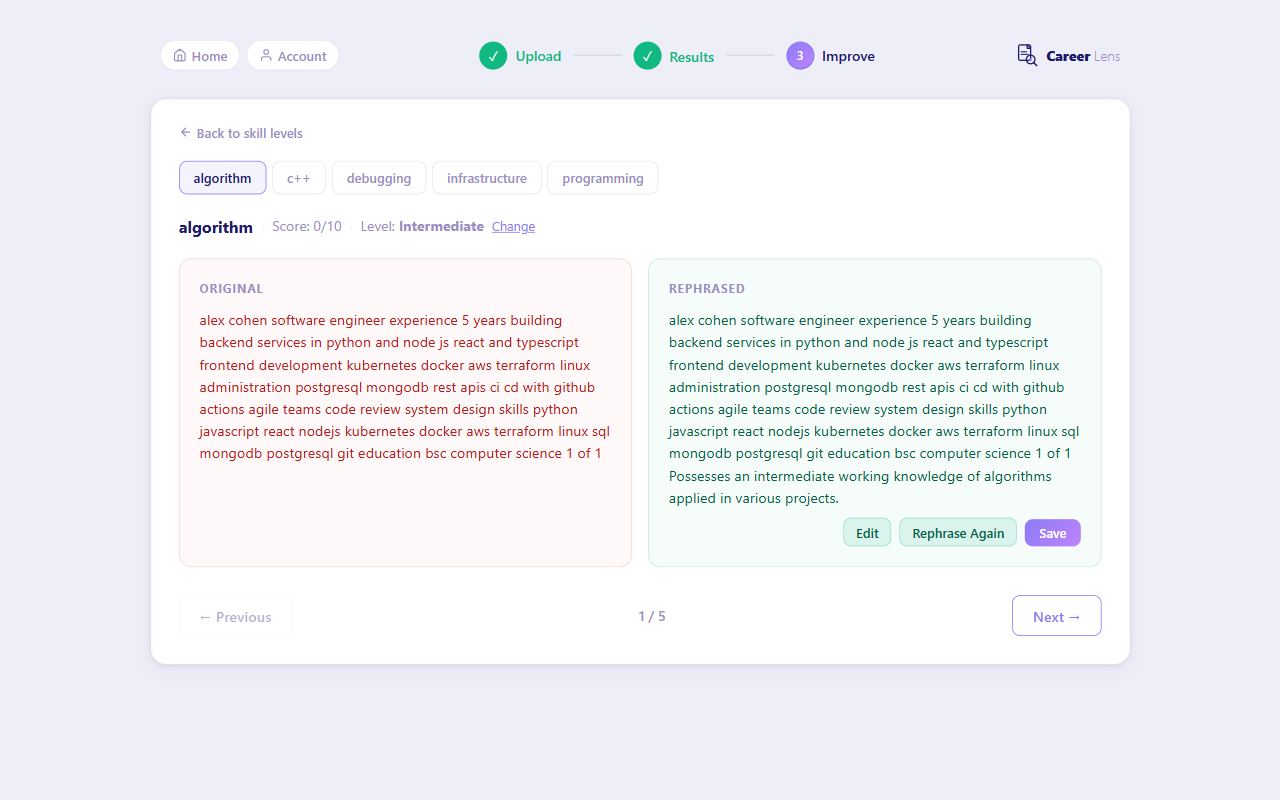 Home
Account
✓ Upload
✓ Results
3 Improve
Career Lens
← Back to skill levels
algorithm
c++
debugging
infrastructure
programming
algorithm · Score: 0/10 · Level: Intermediate Change
ORIGINAL
alex cohen software engineer experience 5 years building
backend services in python and node js react and typescript
frontend development kubernetes docker aws terraform linux
administration postgresql mongodb rest apis ci cd with github
actions agile teams code review system design skills python
javascript react nodejs kubernetes docker aws terraform linux sql
mongodb postgresql git education bsc computer science 1 of 1
REPHRASED
alex cohen software engineer experience 5 years building
backend services in python and node js react and typescript
frontend development kubernetes docker aws terraform linux
administration postgresql mongodb rest apis ci cd with github
actions agile teams code review system design skills python
javascript react nodejs kubernetes docker aws terraform linux sql
mongodb postgresql git education bsc computer science 1 of 1
Possesses an intermediate working knowledge of algorithms
applied in various projects.
Edit
Rephrase Again
Save
← Previous
1 / 5
Next →